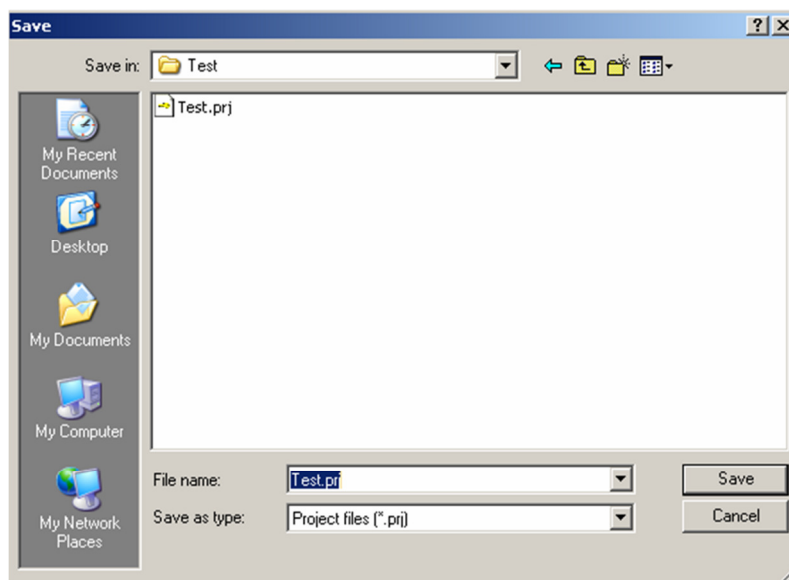 Save
Save in:
Test
Test.prj
My Recent
Documents
Desktop
My Documents
My Computer
My Network
Places
File name:
Test.prj
Save
Save as type:
Project files (*.prj)
Cancel